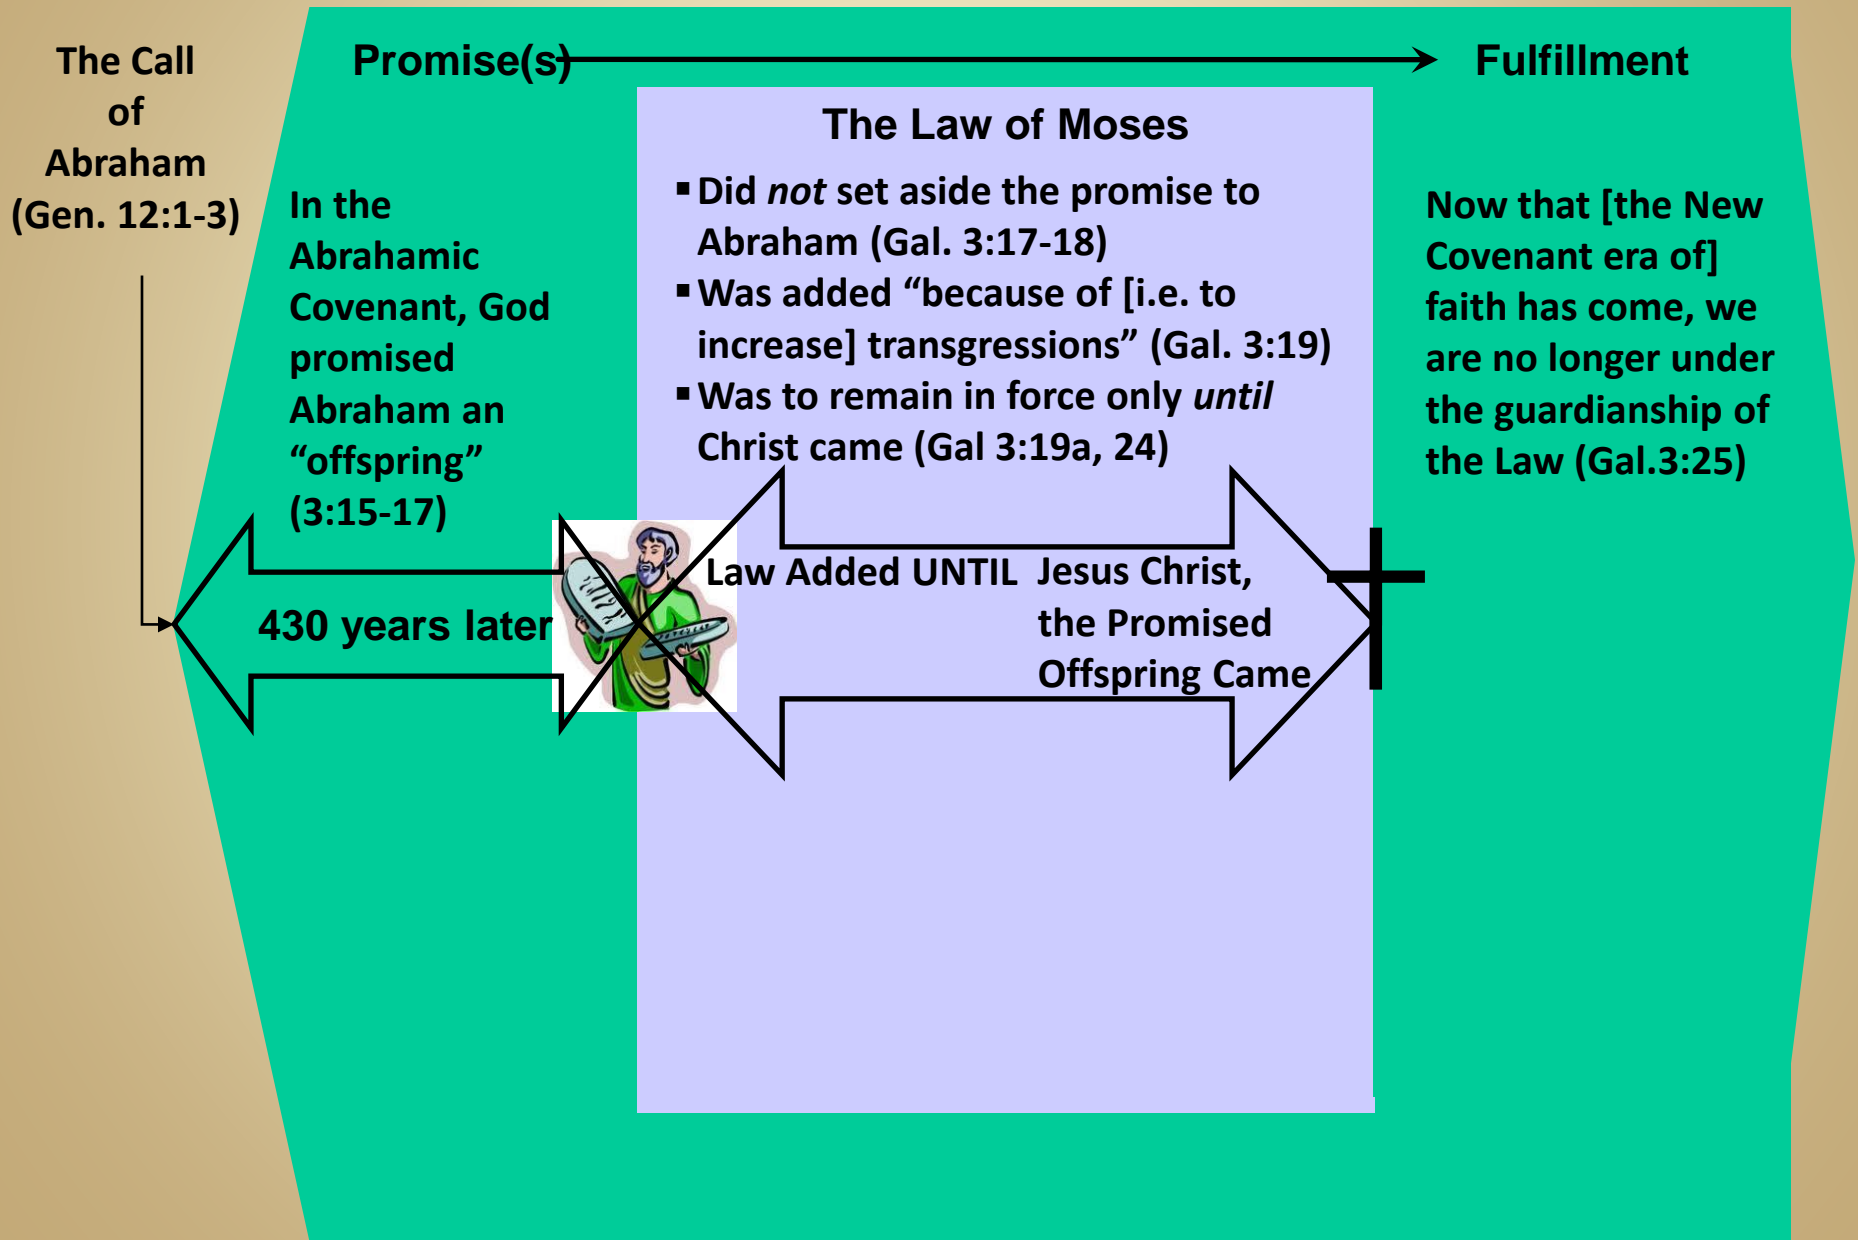 The Call
of
Abraham
(Gen. 12:1-3)
Promise(s)
Fulfillment
In the
Abrahamic
Covenant, God
promised
Abraham an
“offspring”
(3:15-17)
The Law of Moses
▪ Did not set aside the promise to
Abraham (Gal. 3:17-18)
▪ Was added “because of [i.e. to
increase] transgressions” (Gal. 3:19)
▪ Was to remain in force only until
Christ came (Gal 3:19a, 24)
Now that [the New
Covenant era of]
faith has come, we
are no longer under
the guardianship of
the Law (Gal.3:25)
430 years later
Law Added UNTIL
Jesus Christ,
the Promised
Offspring Came